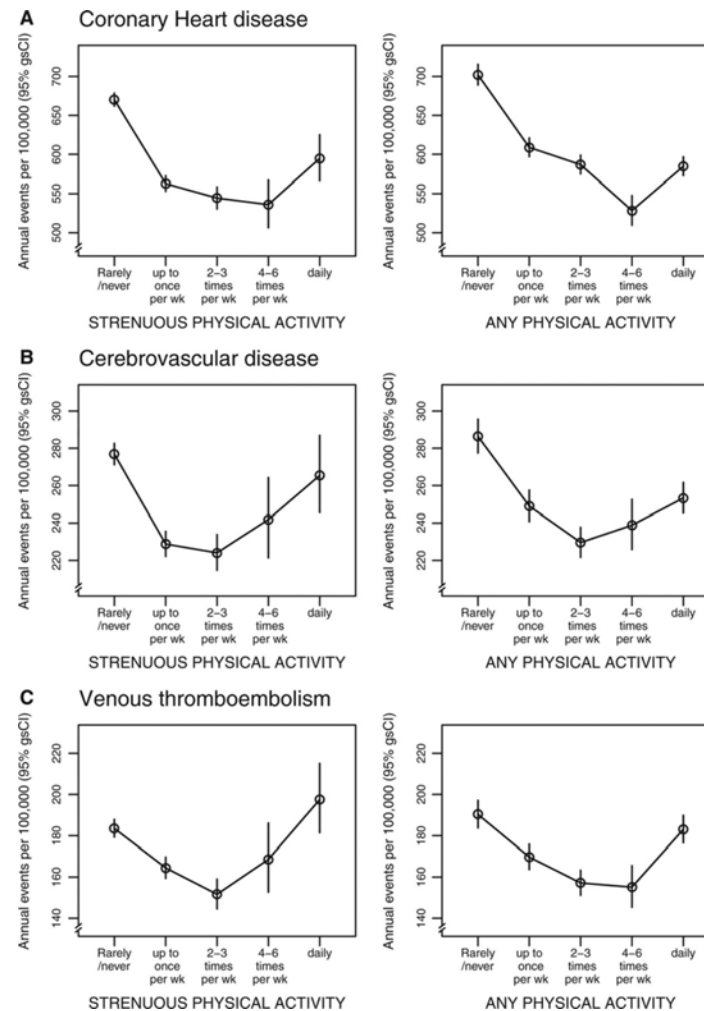 A Coronary Heart disease
Annual events per 100,000 (95% gsCI)
700
650
600
550
500
Rarely
/never
up to
once
per wk
2–3
times
per wk
4–6
times
per wk
daily
STRENUOUS PHYSICAL ACTIVITY
Annual events per 100,000 (95% gsCI)
700
650
600
550
500
Rarely
/never
up to
once
per wk
2–3
times
per wk
4–6
times
per wk
daily
ANY PHYSICAL ACTIVITY
B Cerebrovascular disease
Annual events per 100,000 (95% gsCI)
300
280
260
240
220
Rarely
/never
up to
once
per wk
2–3
times
per wk
4–6
times
per wk
daily
STRENUOUS PHYSICAL ACTIVITY
Annual events per 100,000 (95% gsCI)
300
280
260
240
220
Rarely
/never
up to
once
per wk
2–3
times
per wk
4–6
times
per wk
daily
ANY PHYSICAL ACTIVITY
C Venous thromboembolism
Annual events per 100,000 (95% gsCI)
220
200
180
160
140
Rarely
/never
up to
once
per wk
2–3
times
per wk
4–6
times
per wk
daily
STRENUOUS PHYSICAL ACTIVITY
Annual events per 100,000 (95% gsCI)
220
200
180
160
140
Rarely
/never
up to
once
per wk
2–3
times
per wk
4–6
times
per wk
daily
ANY PHYSICAL ACTIVITY